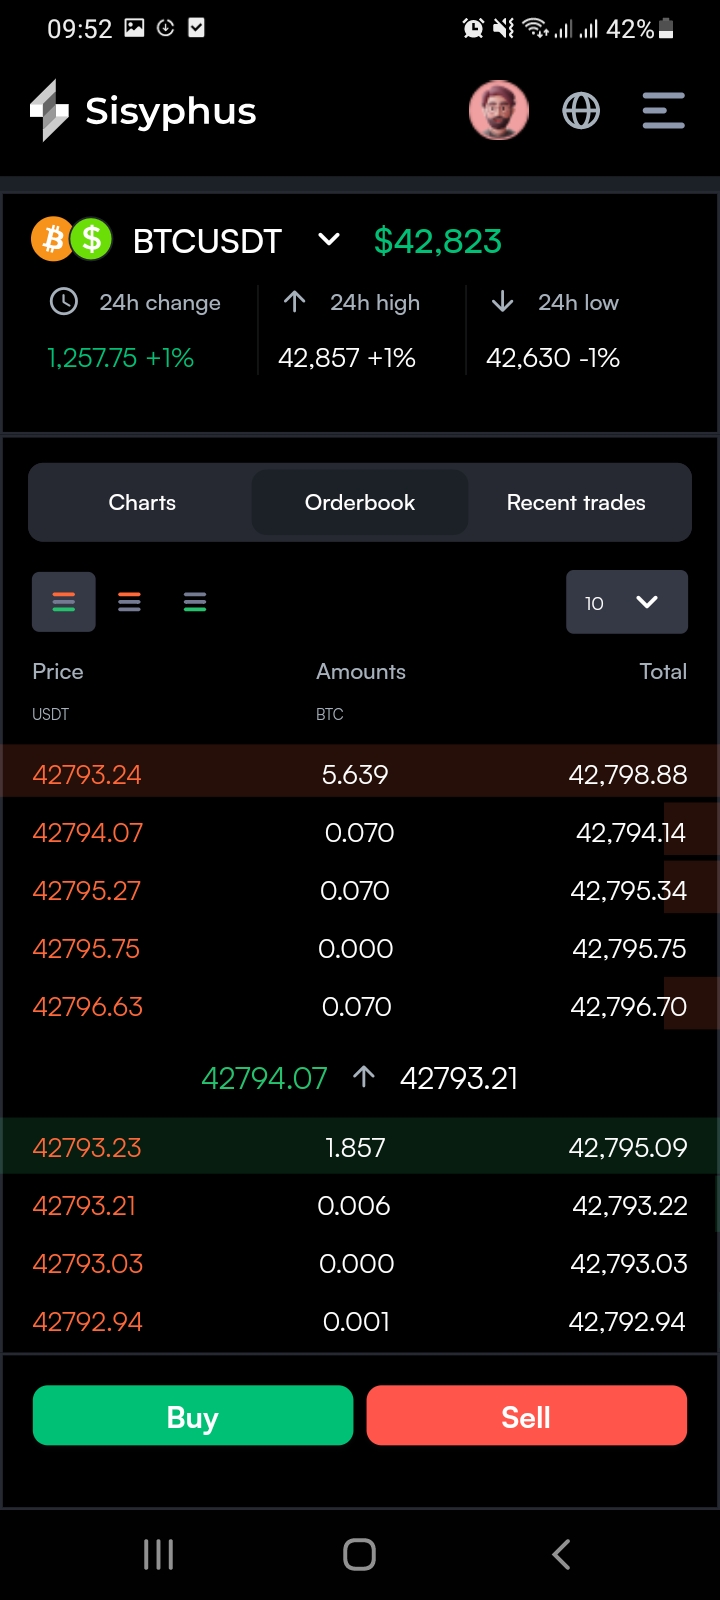 09:52 42%
Sisyphus
BTCUSDT $42,823
24h change 24h high 24h low
1,257.75 +1% 42,857 +1% 42,630 -1%
Charts Orderbook Recent trades
10
Price Amounts Total
USDT BTC
42793.24 5.639 42,798.88
42794.07 0.070 42,794.14
42795.27 0.070 42,795.34
42795.75 0.000 42,795.75
42796.63 0.070 42,796.70
42794.07 42793.21
42793.23 1.857 42,795.09
42793.21 0.006 42,793.22
42793.03 0.000 42,793.03
42792.94 0.001 42,792.94
Buy Sell